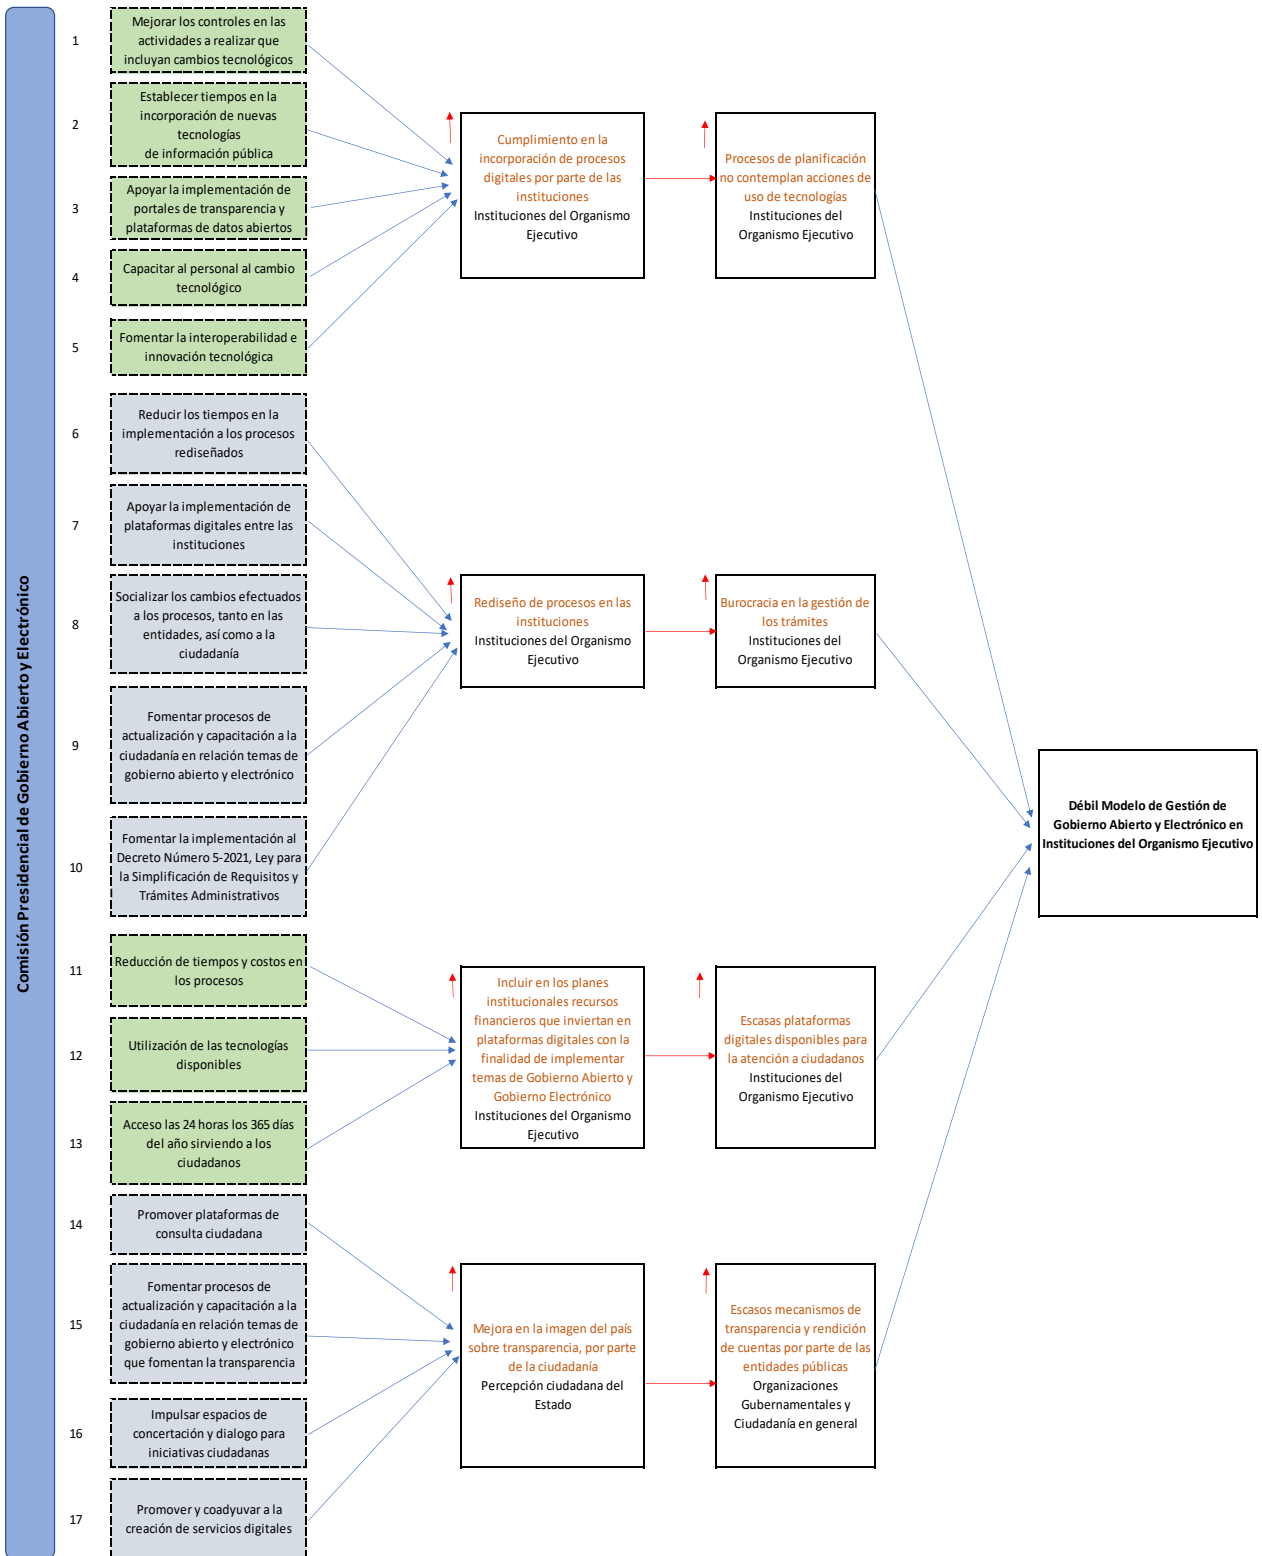 Comisión Presidencial de Gobierno Abierto y Electrónico
1
Mejorar los controles en las
actividades a realizar que
incluyan cambios tecnológicos
2
Establecer tiempos en la
incorporación de nuevas
tecnologías
de información pública
3
Apoyar la implementación de
portales de transparencia y
plataformas de datos abiertos
4
Capacitar al personal al cambio
tecnológico
5
Fomentar la interoperabilidad e
innovación tecnológica
Cumplimiento en la
incorporación de procesos
digitales por parte de las
instituciones
Instituciones del Organismo
Ejecutivo
Procesos de planificación
no contemplan acciones de
uso de tecnologías
Instituciones del
Organismo Ejecutivo
6
Reducir los tiempos en la
implementación a los procesos
rediseñados
7
Apoyar la implementación de
plataformas digitales entre las
instituciones
8
Socializar los cambios efectuados
a los procesos, tanto en las
entidades, así como a la
ciudadanía
9
Fomentar procesos de
actualización y capacitación a la
ciudadanía en relación temas de
gobierno abierto y electrónico
10
Fomentar la implementación al
Decreto Número 5-2021, Ley para
la Simplificación de Requisitos y
Trámites Administrativos
Rediseño de procesos en las
instituciones
Instituciones del Organismo
Ejecutivo
Burocracia en la gestión de
los trámites
Instituciones del
Organismo Ejecutivo
Débil Modelo de Gestión de
Gobierno Abierto y Electrónico en
Instituciones del Organismo Ejecutivo
11
Reducción de tiempos y costos en
los procesos
12
Utilización de las tecnologías
disponibles
13
Acceso las 24 horas los 365 días
del año sirviendo a los
ciudadanos
Incluir en los planes
institucionales recursos
financieros que inviertan en
plataformas digitales con la
finalidad de implementar
temas de Gobierno Abierto y
Gobierno Electrónico
Instituciones del Organismo
Ejecutivo
Escasas plataformas
digitales disponibles para
la atención a ciudadanos
Instituciones del
Organismo Ejecutivo
14
Promover plataformas de
consulta ciudadana
15
Fomentar procesos de
actualización y capacitación a la
ciudadanía en relación temas de
gobierno abierto y electrónico
que fomentan la transparencia
16
Impulsar espacios de
concertación y dialogo para
iniciativas ciudadanas
17
Promover y coadyuvar a la
creación de servicios digitales
Mejora en la imagen del país
sobre transparencia, por parte
de la ciudadanía
Percepción ciudadana del
Estado
Escasos mecanismos de
transparencia y rendición
de cuentas por parte de las
entidades públicas
Organizaciones
Gubernamentales y
Ciudadanía en general